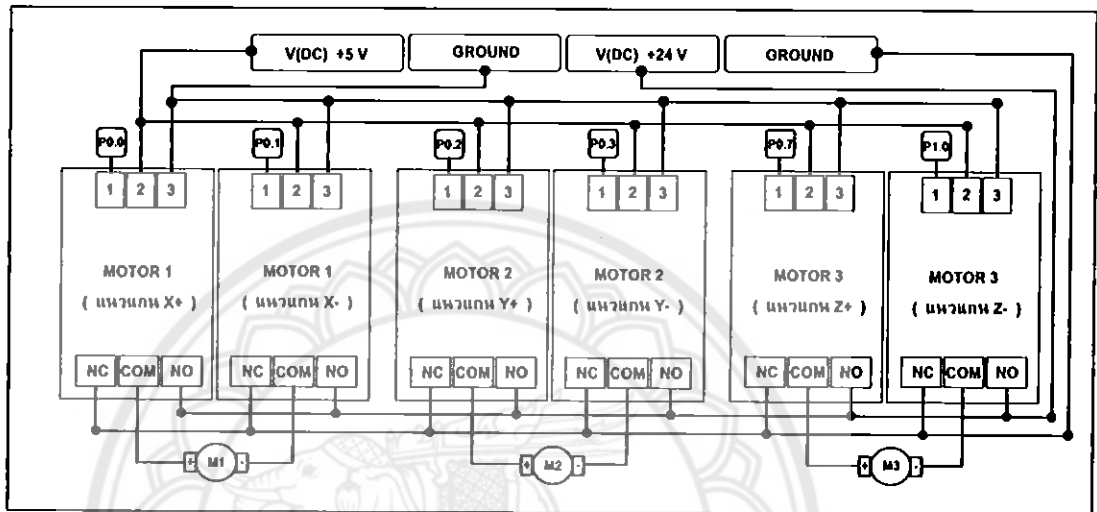 V(DC) +5 V GROUND V(DC) +24 V GROUND
P0.0 P0.1 P0.2 P0.3 P0.7 P1.0
1 2 3 1 2 3 1 2 3 1 2 3 1 2 3 1 2 3
MOTOR 1 MOTOR 1 MOTOR 2 MOTOR 2 MOTOR 3 MOTOR 3
( แนวแกน X+ ) ( แนวแกน X- ) ( แนวแกน Y+ ) ( แนวแกน Y- ) ( แนวแกน Z+ ) ( แนวแกน Z- )
NC COM NO NC COM NO NC COM NO NC COM NO NC COM NO NC COM NO
+ M1 - + M2 - + M3 -